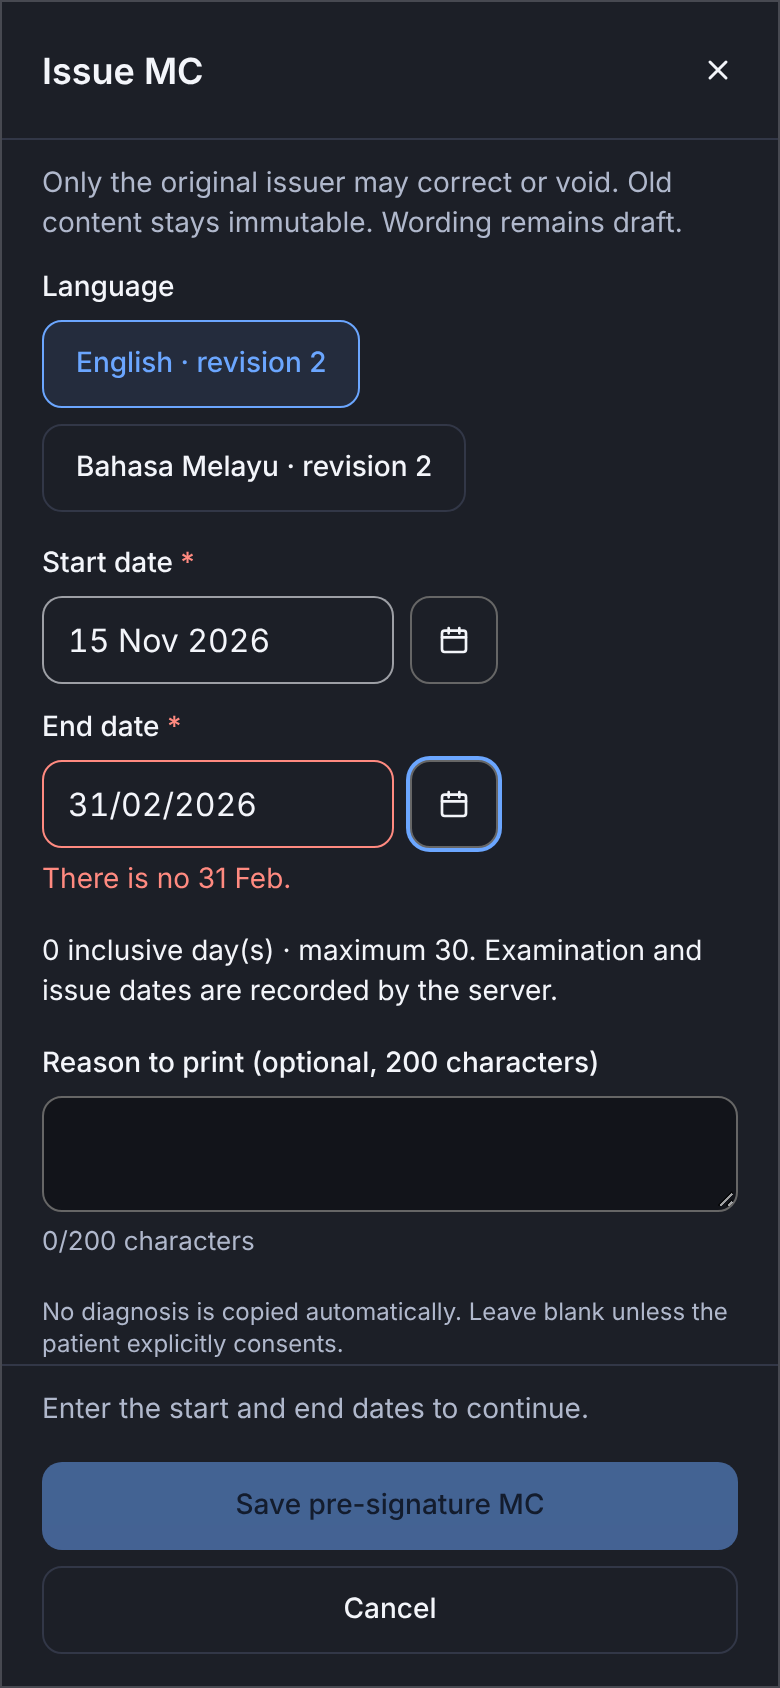 Issue MC
Only the original issuer may correct or void. Old
content stays immutable. Wording remains draft.
Language
English · revision 2
Bahasa Melayu · revision 2
Start date *
15 Nov 2026
End date *
31/02/2026
There is no 31 Feb.
0 inclusive day(s) · maximum 30. Examination and
issue dates are recorded by the server.
Reason to print (optional, 200 characters)
0/200 characters
No diagnosis is copied automatically. Leave blank unless the
patient explicitly consents.
Enter the start and end dates to continue.
Save pre-signature MC
Cancel